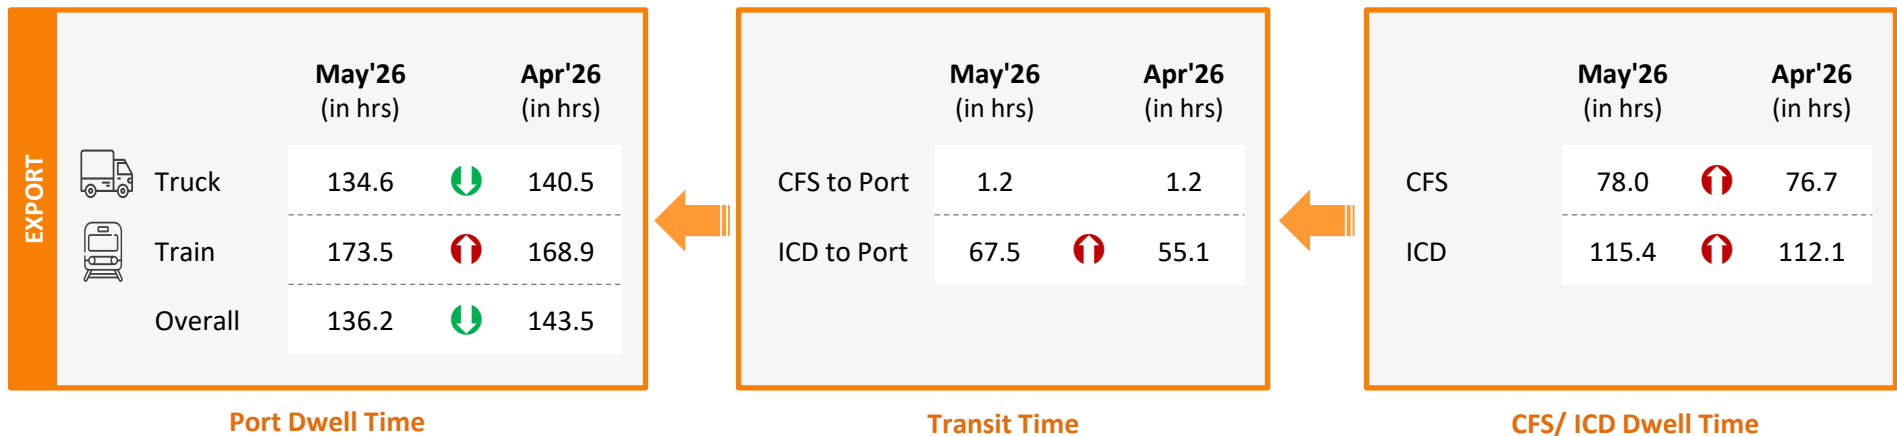 EXPORT
May'26 Apr'26
(in hrs) (in hrs)
Truck 134.6 140.5
Train 173.5 168.9
Overall 136.2 143.5
Port Dwell Time
May'26 Apr'26
(in hrs) (in hrs)
CFS to Port 1.2 1.2
ICD to Port 67.5 55.1
Transit Time
May'26 Apr'26
(in hrs) (in hrs)
CFS 78.0 76.7
ICD 115.4 112.1
CFS/ ICD Dwell Time